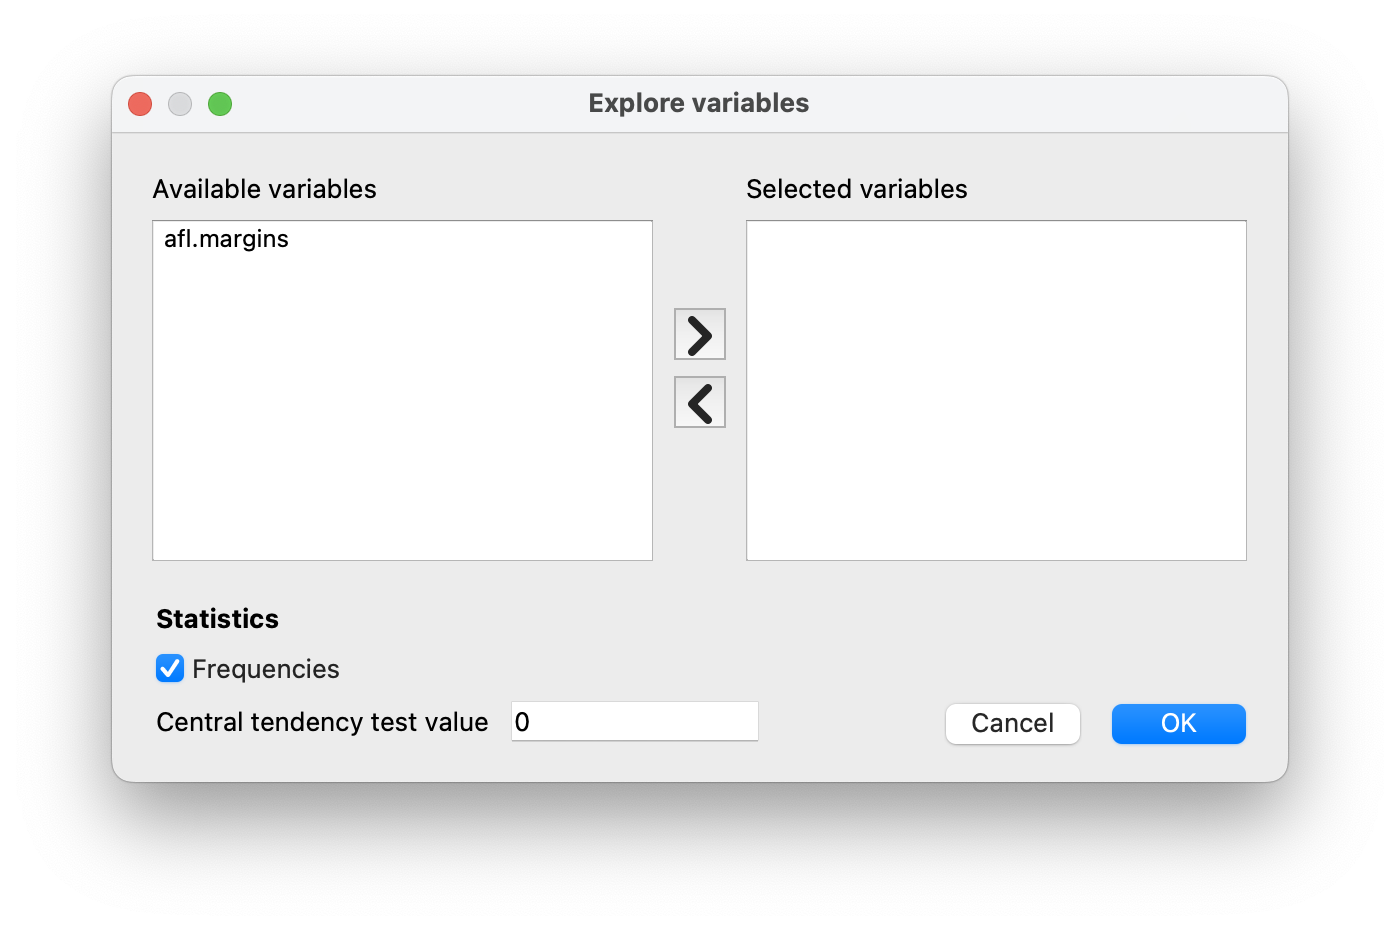 Explore variables
Available variables
Selected variables
afl.margins
Statistics
Frequencies
Central tendency test value 0
Cancel
OK